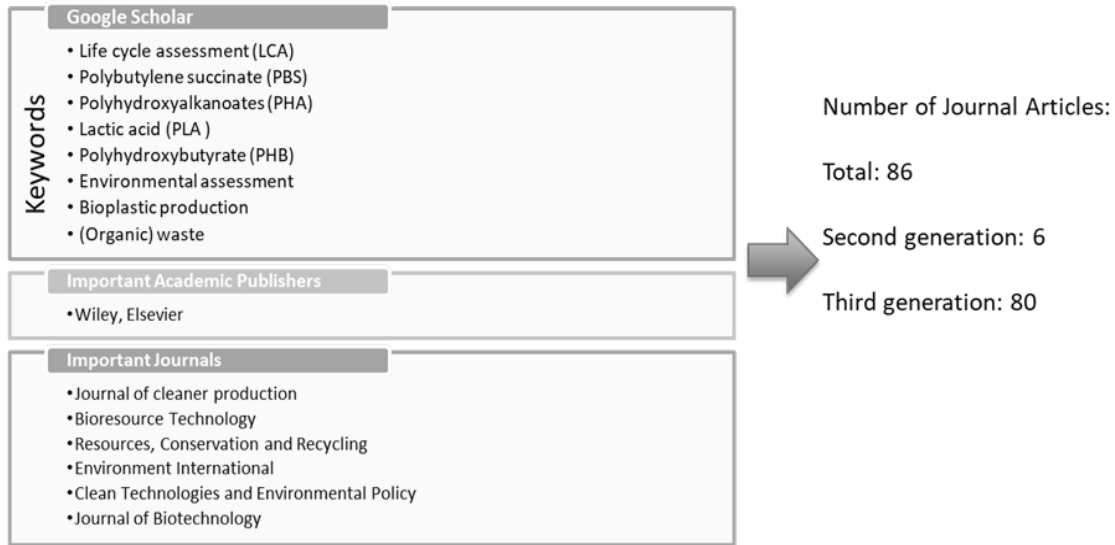 Google Scholar
Keywords
• Life cycle assessment (LCA)
• Polybutylene succinate (PBS)
• Polyhydroxyalkanoates (PHA)
• Lactic acid (PLA )
• Polyhydroxybutyrate (PHB)
• Environmental assessment
• Bioplastic production
• (Organic) waste
Important Academic Publishers
•Wiley, Elsevier
Important Journals
•Journal of cleaner production
•Bioresource Technology
•Resources, Conservation and Recycling
•Environment International
•Clean Technologies and Environmental Policy
•Journal of Biotechnology
Number of Journal Articles:
Total: 86
Second generation: 6
Third generation: 80